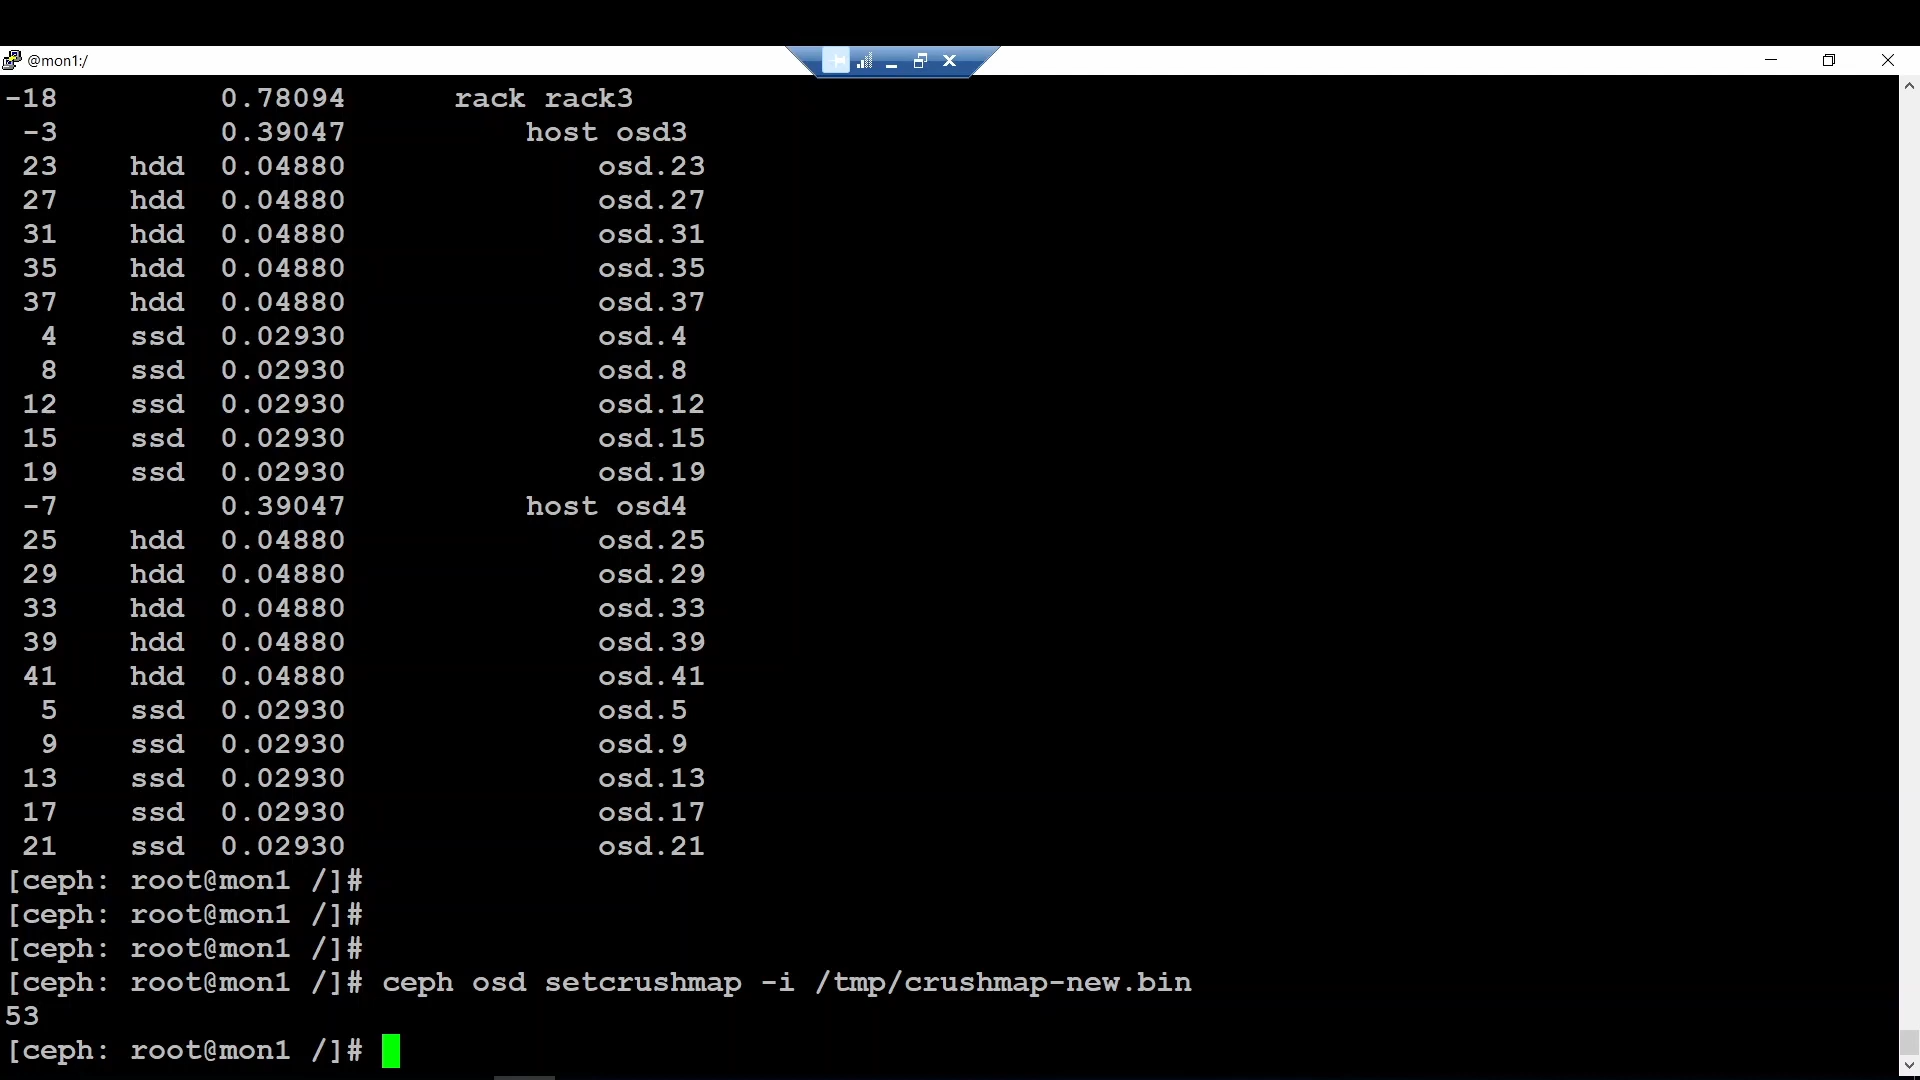 @mon1:/
-18 0.78094 rack rack3
-3 0.39047 host osd3
23 hdd 0.04880 osd.23
27 hdd 0.04880 osd.27
31 hdd 0.04880 osd.31
35 hdd 0.04880 osd.35
37 hdd 0.04880 osd.37
4 ssd 0.02930 osd.4
8 ssd 0.02930 osd.8
12 ssd 0.02930 osd.12
15 ssd 0.02930 osd.15
19 ssd 0.02930 osd.19
-7 0.39047 host osd4
25 hdd 0.04880 osd.25
29 hdd 0.04880 osd.29
33 hdd 0.04880 osd.33
39 hdd 0.04880 osd.39
41 hdd 0.04880 osd.41
5 ssd 0.02930 osd.5
9 ssd 0.02930 osd.9
13 ssd 0.02930 osd.13
17 ssd 0.02930 osd.17
21 ssd 0.02930 osd.21
[ceph: root@mon1 /]#
[ceph: root@mon1 /]#
[ceph: root@mon1 /]#
[ceph: root@mon1 /]# ceph osd setcrushmap -i /tmp/crushmap-new.bin
53
[ceph: root@mon1 /]#